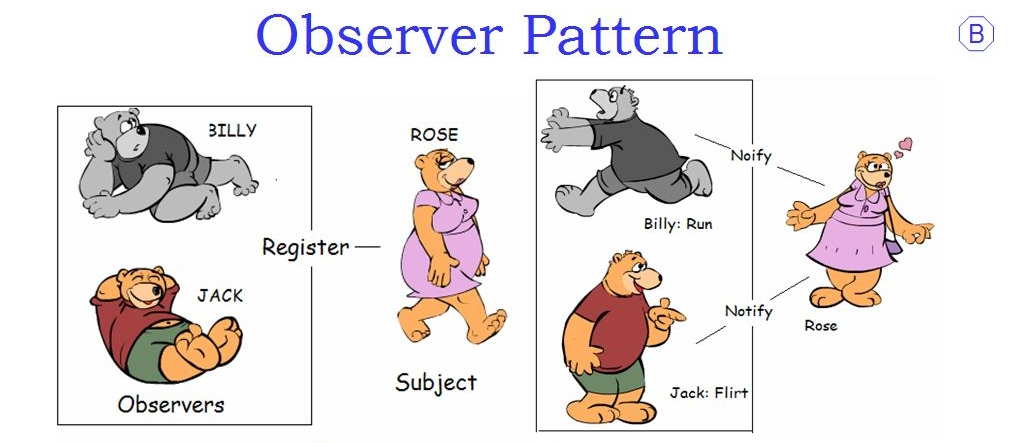 Observer Pattern
B
BILLY
ROSE
Register
JACK
Observers
Subject
Noify
Billy: Run
Notify
Rose
Jack: Flirt